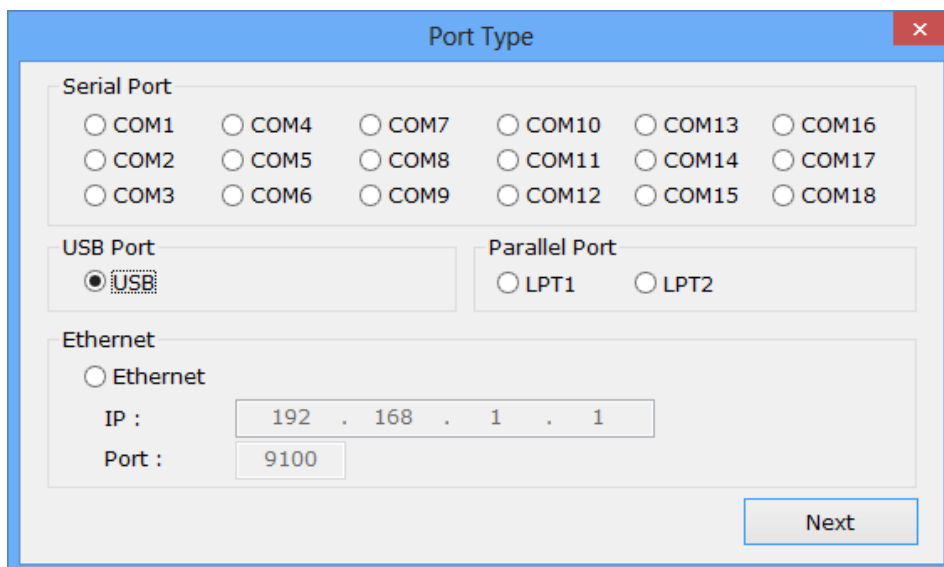 Port Type
Serial Port
COM1 COM4 COM7 COM10 COM13 COM16
COM2 COM5 COM8 COM11 COM14 COM17
COM3 COM6 COM9 COM12 COM15 COM18
USB Port Parallel Port
USB LPT1 LPT2
Ethernet
Ethernet
IP : 192 . 168 . 1 . 1
Port : 9100
Next